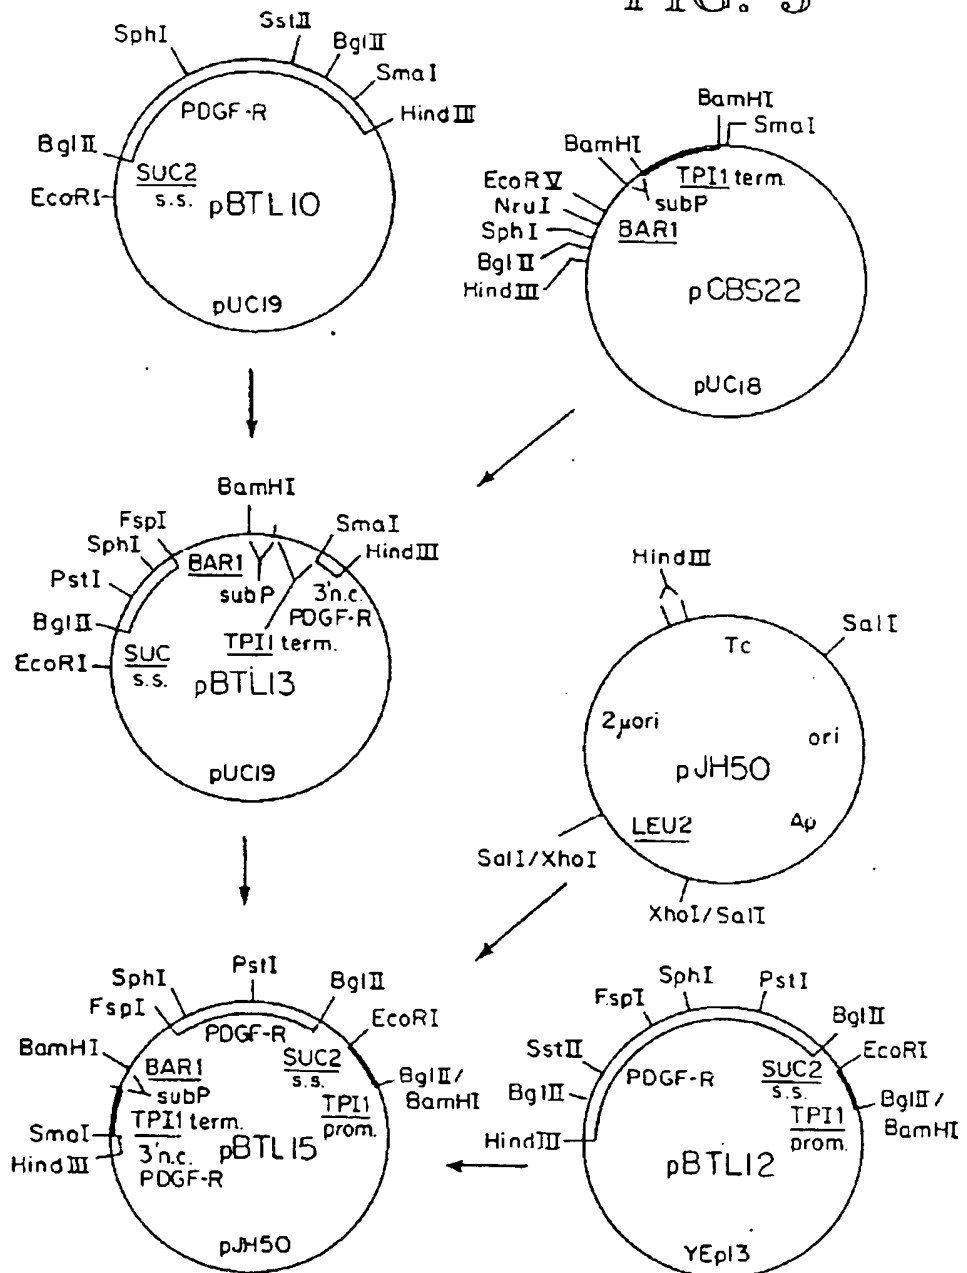 FIG. 5
SphI
SstII
BglII
SmaI
HindIII
PDGF-R
BglII
EcoRI
SUC2
s.s.
pBTL10
pUC19
BamHI
SmaI
BamHI
EcoRV
NruI
SphI
BglII
HindIII
TPI1 term.
subP
BAR1
pCBS22
pUC18
BamHI
FspI
SphI
PstI
BglII
EcoRI
SmaI
HindIII
BAR1
subP
3'n.c.
PDGF-R
TPI1 term.
SUC
s.s.
pBTL13
pUC19
HindIII
SalI
Tc
2μori
ori
pJH50
LEU2
Δp
SalI/XhoI
XhoI/SalI
PstI
SphI
FspI
BglII
EcoRI
BamHI
PDGF-R
BAR1
subP
SUC2
s.s.
BglII/
BamHI
TPI1
prom.
TPI1 term.
SmaI
HindIII
3'n.c.
PDGF-R
pBTL15
pJH50
SphI
PstI
FspI
BglII
EcoRI
SstII
BglII
HindIII
PDGF-R
SUC2
s.s.
BglII/
BamHI
TPI1
prom.
pBTL12
YEp13